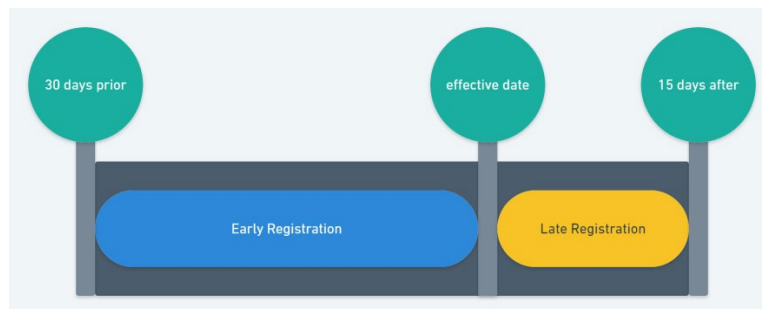 30 days prior
effective date
15 days after
Early Registration
Late Registration